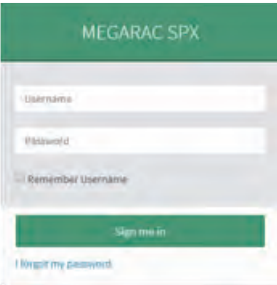 MEGARAC SPX
Username
Password
Remember Username
Sign me in
I forgot my password